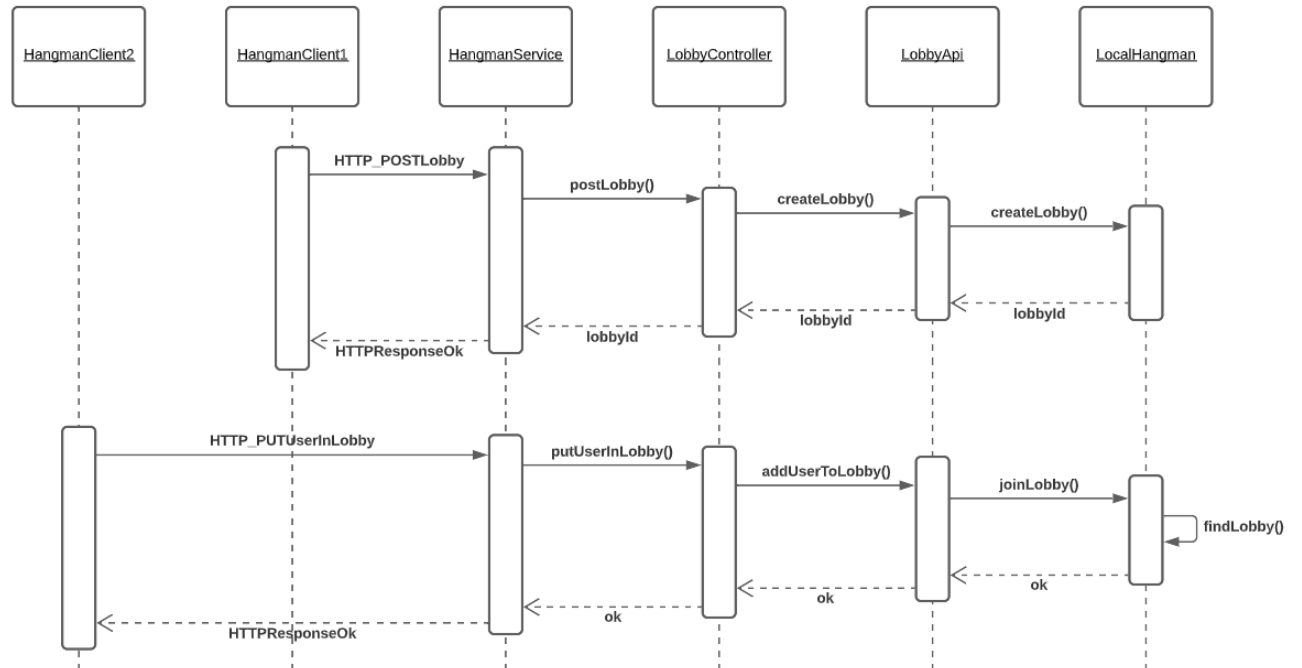 HangmanClient2
HangmanClient1
HangmanService
LobbyController
LobbyApi
LocalHangman
HTTP_POSTLobby
postLobby()
createLobby()
createLobby()
lobbyId
lobbyId
lobbyId
HTTPResponseOk
HTTP_PUTUserInLobby
putUserInLobby()
addUserToLobby()
joinLobby()
findLobby()
ok
ok
ok
HTTPResponseOk